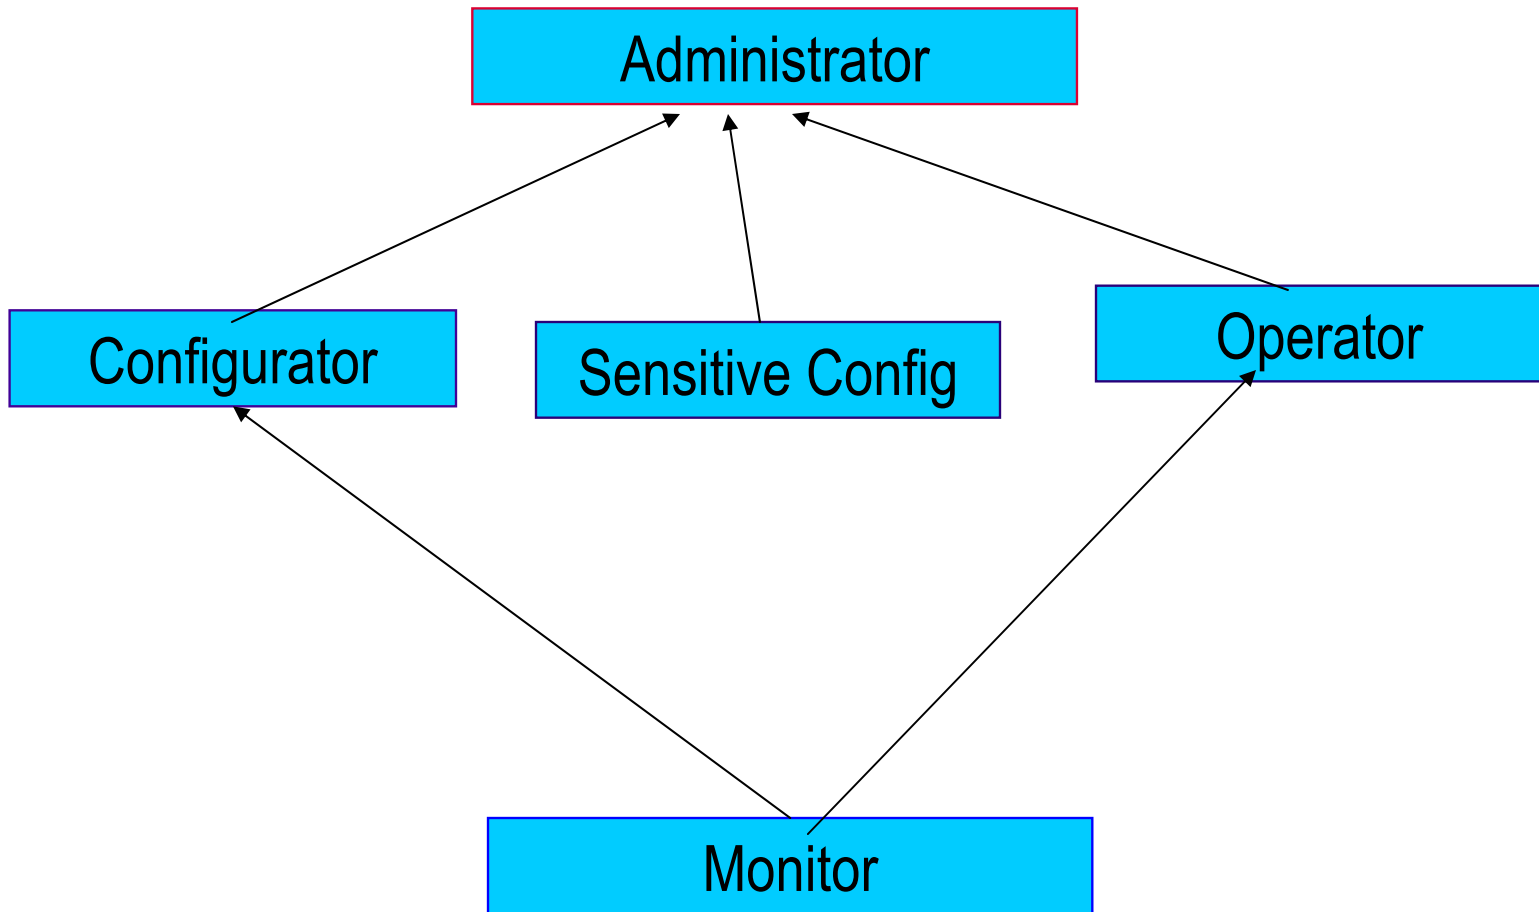 Administrator
Configurator
Sensitive Config
Operator
Monitor